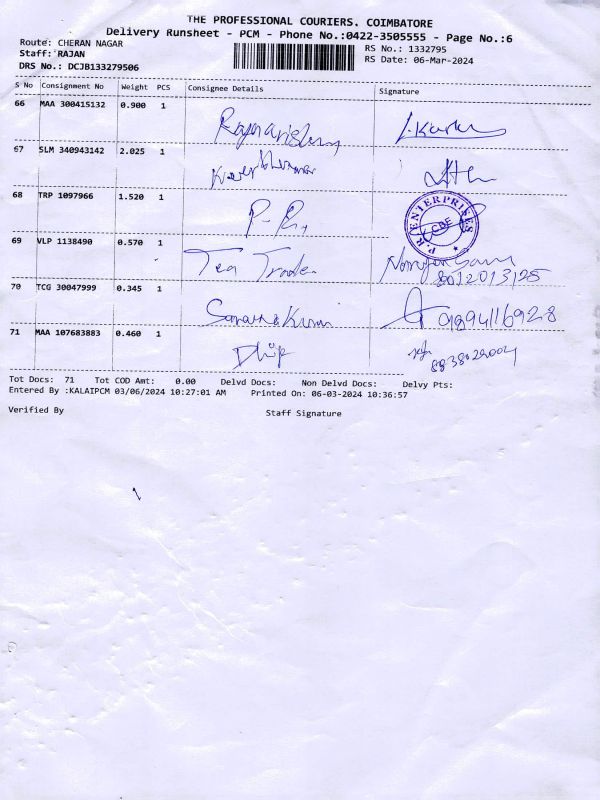 THE PROFESSIONAL COURIERS. COIMBATORE
Delivery Runsheet - PCM - Phone No.:0422-3505555 - Page No.:6
Route: CHERAN NAGAR RS No.: 1332795
Staff: RAJAN RS Date: 06-Mar-2024
DRS No.: DCJB133279506
S No Consignment No Weight PCS Consignee Details Signature
66 MAA 300415132 0.900 1
67 SLM 340943142 2.025 1
68 TRP 1097966 1.520 1
P.R. ENTERPRISES
CBE
69 VLP 1138490 0.570 1 Tea Trade
8012013125
70 TCG 30047999 0.345 1 9894116928
71 MAA 107683883 0.460 1 Dhilip
Tot Docs: 71 Tot COD Amt: 0.00 Delvd Docs: Non Delvd Docs: Delvy Pts:
Entered By :KALAIPCM 03/06/2024 10:27:01 AM Printed On: 06-03-2024 10:36:57
Verified By Staff Signature